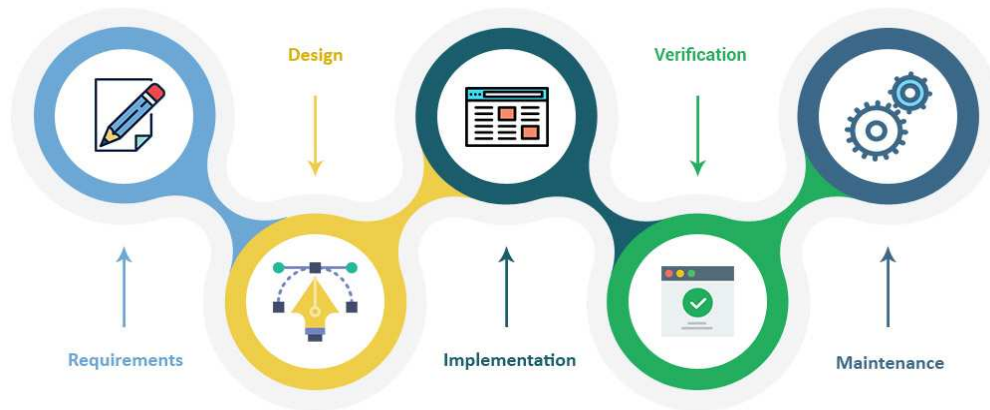 Design
Verification
Requirements
Implementation
Maintenance